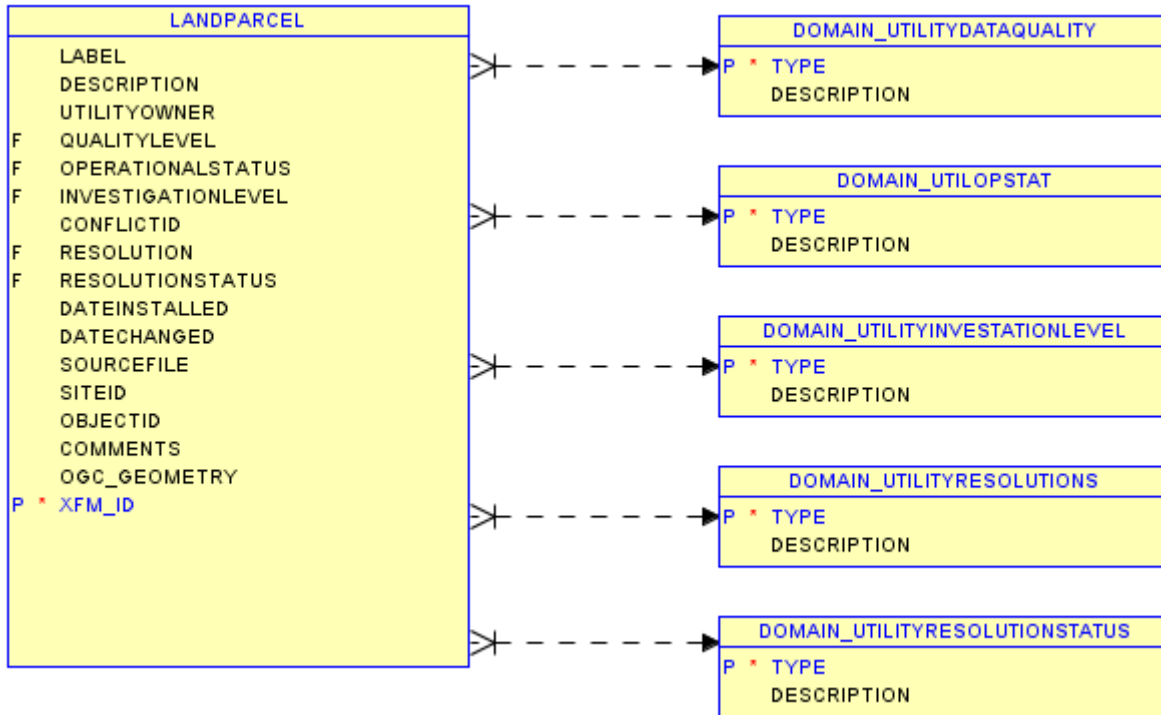 LANDPARCEL
LABEL
DESCRIPTION
UTILITYOWNER
F QUALITYLEVEL
F OPERATIONALSTATUS
F INVESTIGATIONLEVEL
CONFLICTID
F RESOLUTION
F RESOLUTIONSTATUS
DATEINSTALLED
DATECHANGED
SOURCEFILE
SITEID
OBJECTID
COMMENTS
OGC_GEOMETRY
P * XFM_ID
DOMAIN_UTILITYDATAQUALITY
P * TYPE
DESCRIPTION
DOMAIN_UTILOPSTAT
P * TYPE
DESCRIPTION
DOMAIN_UTILITYINVESTATIONLEVEL
P * TYPE
DESCRIPTION
DOMAIN_UTILITYRESOLUTIONS
P * TYPE
DESCRIPTION
DOMAIN_UTILITYRESOLUTIONSTATUS
P * TYPE
DESCRIPTION